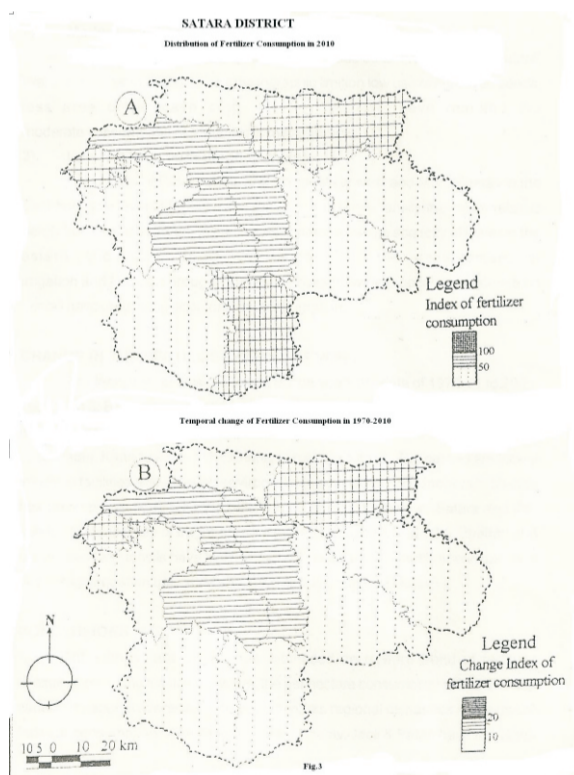 SATARA DISTRICT
Distribution of Fertilizer Consumption in 2010
A
Legend
Index of fertilizer
consumption
100
50
Temporal change of Fertilizer Consumption in 1970-2010
B
N
Legend
Change Index of
fertilizer consumption
20
10
10 5 0 10 20 km
Fig.3